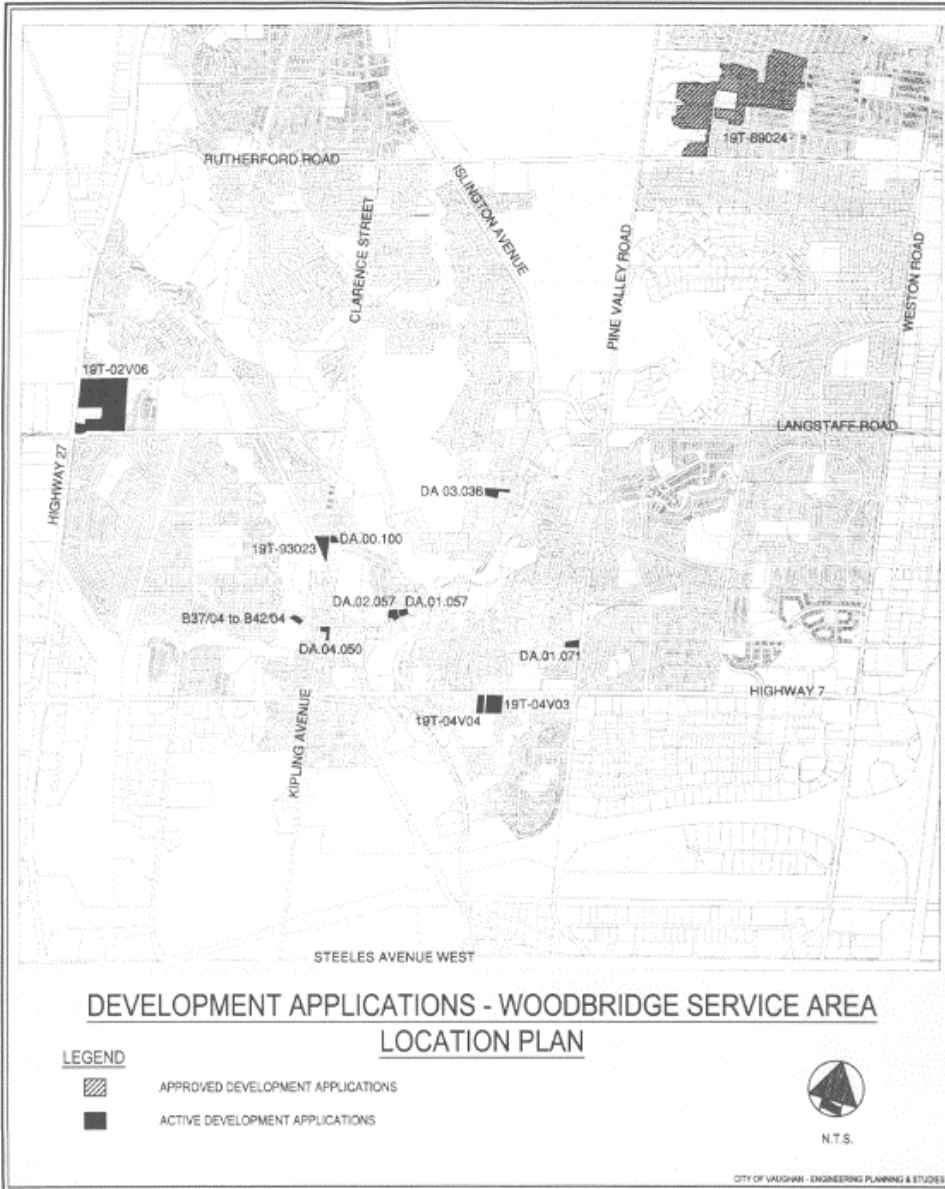 19T-89024
RUTHERFORD ROAD
ISLINGTON AVENUE
CLARENCE STREET
PINE VALLEY ROAD
WESTON ROAD
19T-02V06
LANGSTAFF ROAD
HIGHWAY 27
DA 03.036
DA.00.100
19T-93023
DA.02.057
DA.01.057
B37/04 to B42/04
DA.04.050
DA.01.071
HIGHWAY 7
19T-04V03
19T-04V04
KIPLING AVENUE
STEELES AVENUE WEST
DEVELOPMENT APPLICATIONS - WOODBRIDGE SERVICE AREA
LOCATION PLAN
LEGEND
APPROVED DEVELOPMENT APPLICATIONS
ACTIVE DEVELOPMENT APPLICATIONS
N.T.S.
CITY OF VAUGHAN - ENGINEERING PLANNING & STUDIES